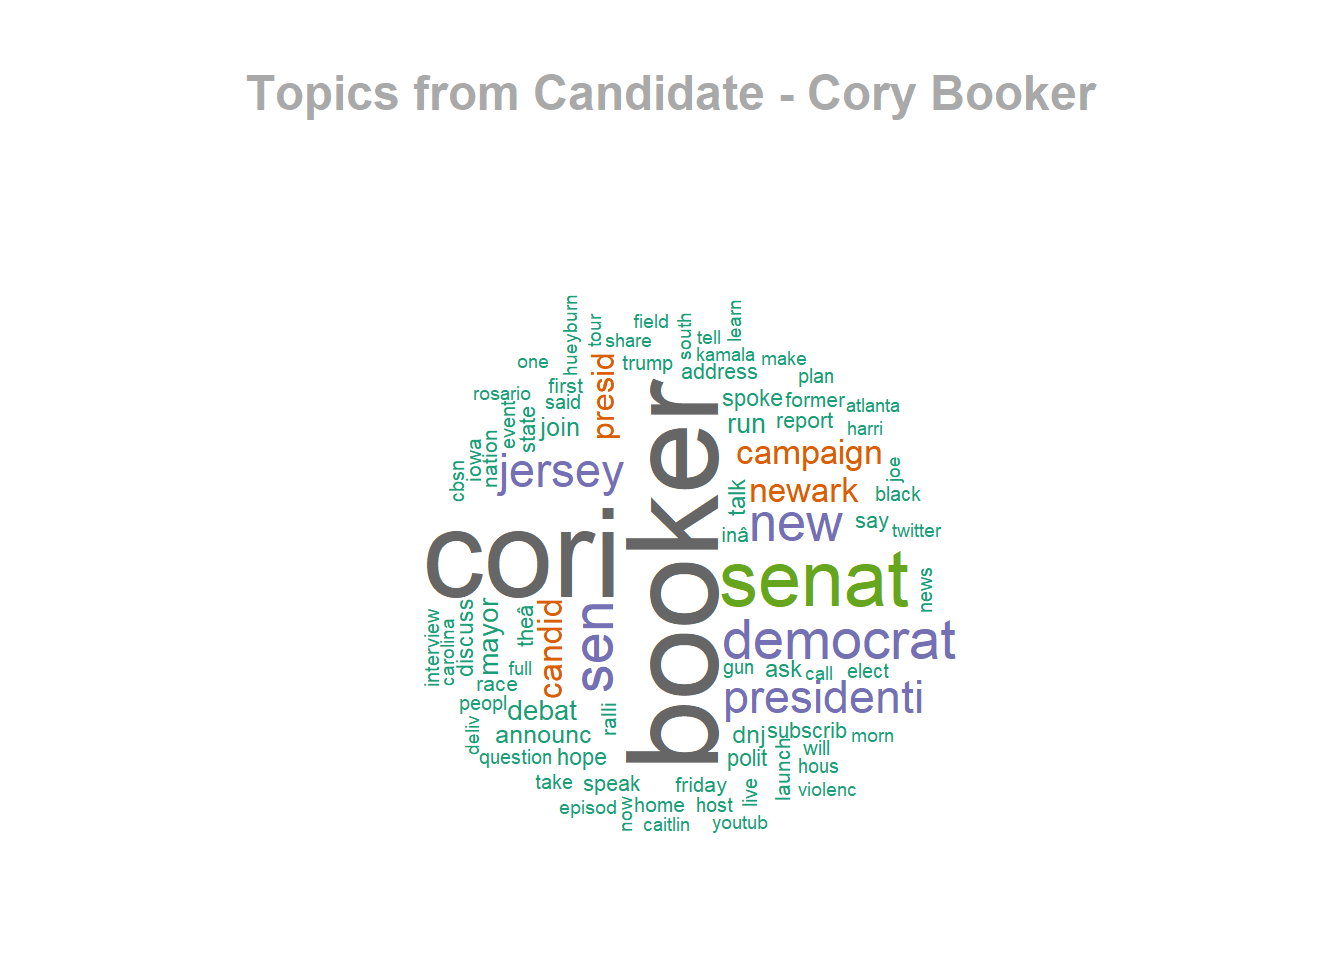 Topics from Candidate - Cory Booker
hueyburn
tour
field
share
south
tell
learn
one
trump
kamala
make
address
plan
rosario
first
presid
said
spoke
former
atlanta
event
state
join
run
report
harri
cbsn
iowa
nation
jersey
campaign
joe
talk
newark
black
new
say
twitter
inâ
cori
booker
senat
news
interview
carolina
discuss
mayor
theâ
candid
sen
democrat
full
gun
ask
call
elect
race
presidenti
peopl
debat
ralli
deliv
announc
dnj
subscrib
morn
question
hope
polit
launch
will
hous
take
speak
friday
live
violenc
episod
now
home
host
caitlin
youtub